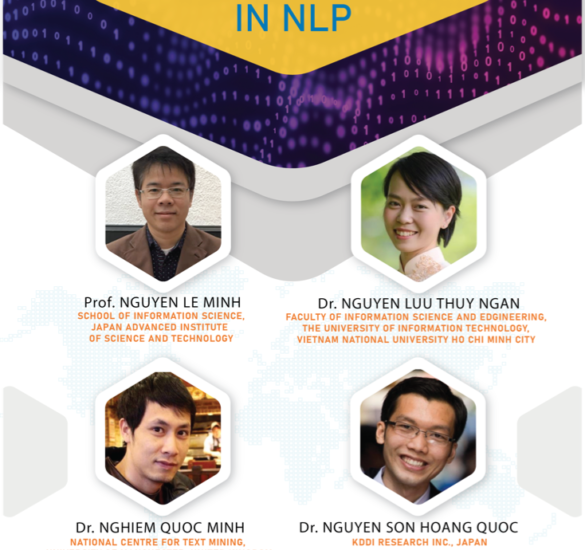 IN NLP
Prof. NGUYEN LE MINH
SCHOOL OF INFORMATION SCIENCE,
JAPAN ADVANCED INSTITUTE
OF SCIENCE AND TECHNOLOGY
Dr. NGUYEN LUU THUY NGAN
FACULTY OF INFORMATION SCIENCE AND EDGINEERING,
THE UNIVERSITY OF INFORMATION TECHNOLOGY,
VIETNAM NATIONAL UNIVERSITY HO CHI MINH CITY
Dr. NGHIEM QUOC MINH
NATIONAL CENTRE FOR TEXT MINING,
Dr. NGUYEN SON HOANG QUOC
KDDI RESEARCH INC., JAPAN